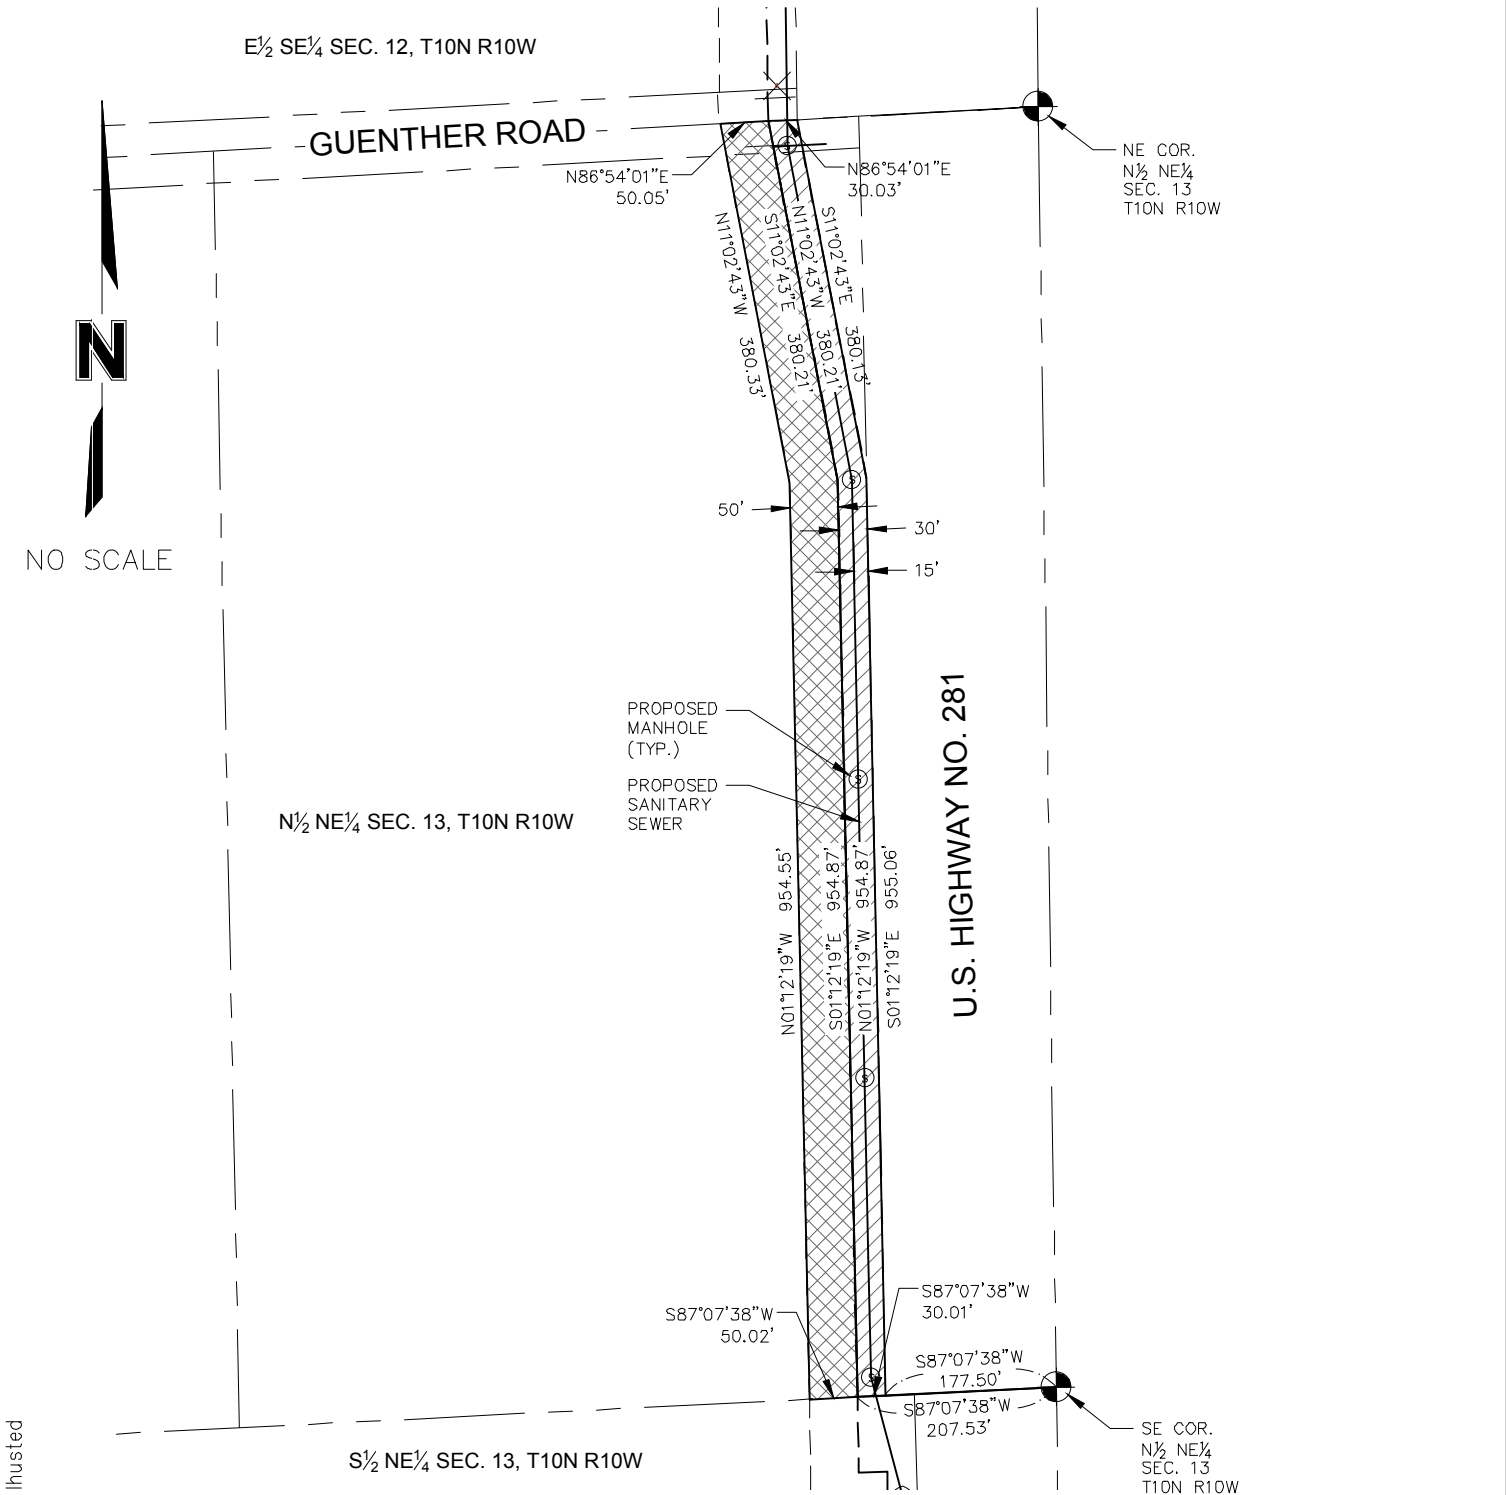 E½ SE¼ SEC. 12, T10N R10W
GUENTHER ROAD
NE COR.
N½ NE¼
SEC. 13
T10N R10W
N86°54'01"E
50.05'
N86°54'01"E
30.03'
N11°02'43"W 380.33'
S11°02'43"E 380.21'
N11°02'43"W 380.21'
S11°02'43"E 380.13'
N
NO SCALE
50'
30'
15'
PROPOSED
MANHOLE
(TYP.)
PROPOSED
SANITARY
SEWER
S
S
S
S
S
U.S. HIGHWAY NO. 281
N½ NE¼ SEC. 13, T10N R10W
N01°12'19"W 954.55'
S01°12'19"E 954.87'
N01°12'19"W 954.87'
S01°12'19"E 955.06'
S87°07'38"W
50.02'
S87°07'38"W
30.01'
S87°07'38"W
177.50'
S87°07'38"W
207.53'
SE COR.
N½ NE¼
SEC. 13
T10N R10W
S½ NE¼ SEC. 13, T10N R10W
lhusted